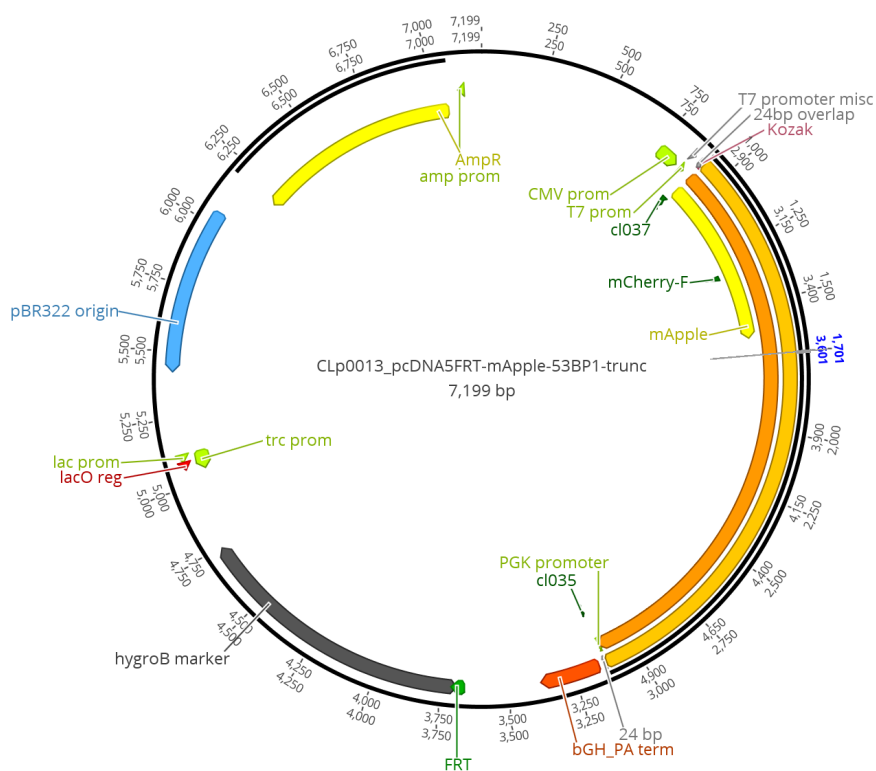 7,199
7,199
250
250
500
500
750
750
T7 promoter misc
24bp overlap
Kozak
,000
2,900
1,250
3,150
1,500
3,400
1,701
3,601
3,900
2,000
4,150
2,250
4,400
2,500
4,650
2,750
4,900
3,000
3,250
3,250
3,500
3,500
3,750
3,750
4,000
4,000
4,250
4,250
4,500
4,500
4,750
4,750
5,000
5,000
5,250
5,250
5,500
5,500
5,750
5,750
6,000
6,000
6,250
6,250
6,500
6,500
6,750
6,750
7,000
7,000
AmpR
amp prom
CMV prom
T7 prom
cl037
mCherry-F
mApple
pBR322 origin
CLp0013_pcDNA5FRT-mApple-53BP1-trunc
7,199 bp
trc prom
lac prom
lacO reg
PGK promoter
cl035
hygroB marker
24 bp
bGH_PA term
FRT